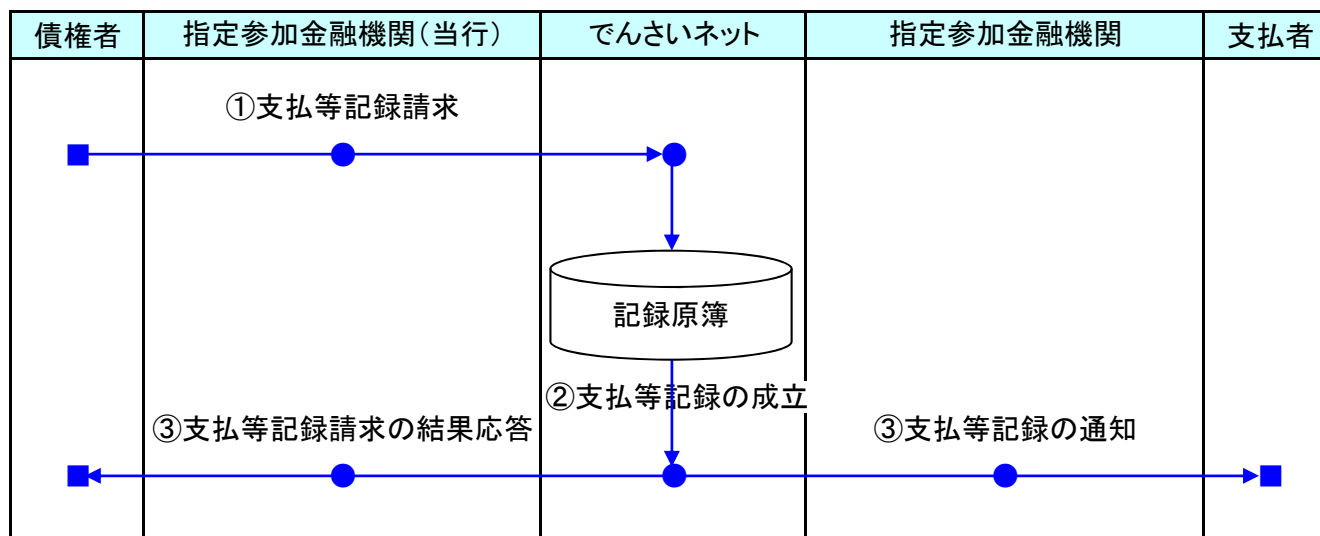 債権者
指定参加金融機関（当行）
でんさいネット
指定参加金融機関
支払者
①支払等記録請求
記録原簿
②支払等記録の成立
③支払等記録請求の結果応答
③支払等記録の通知